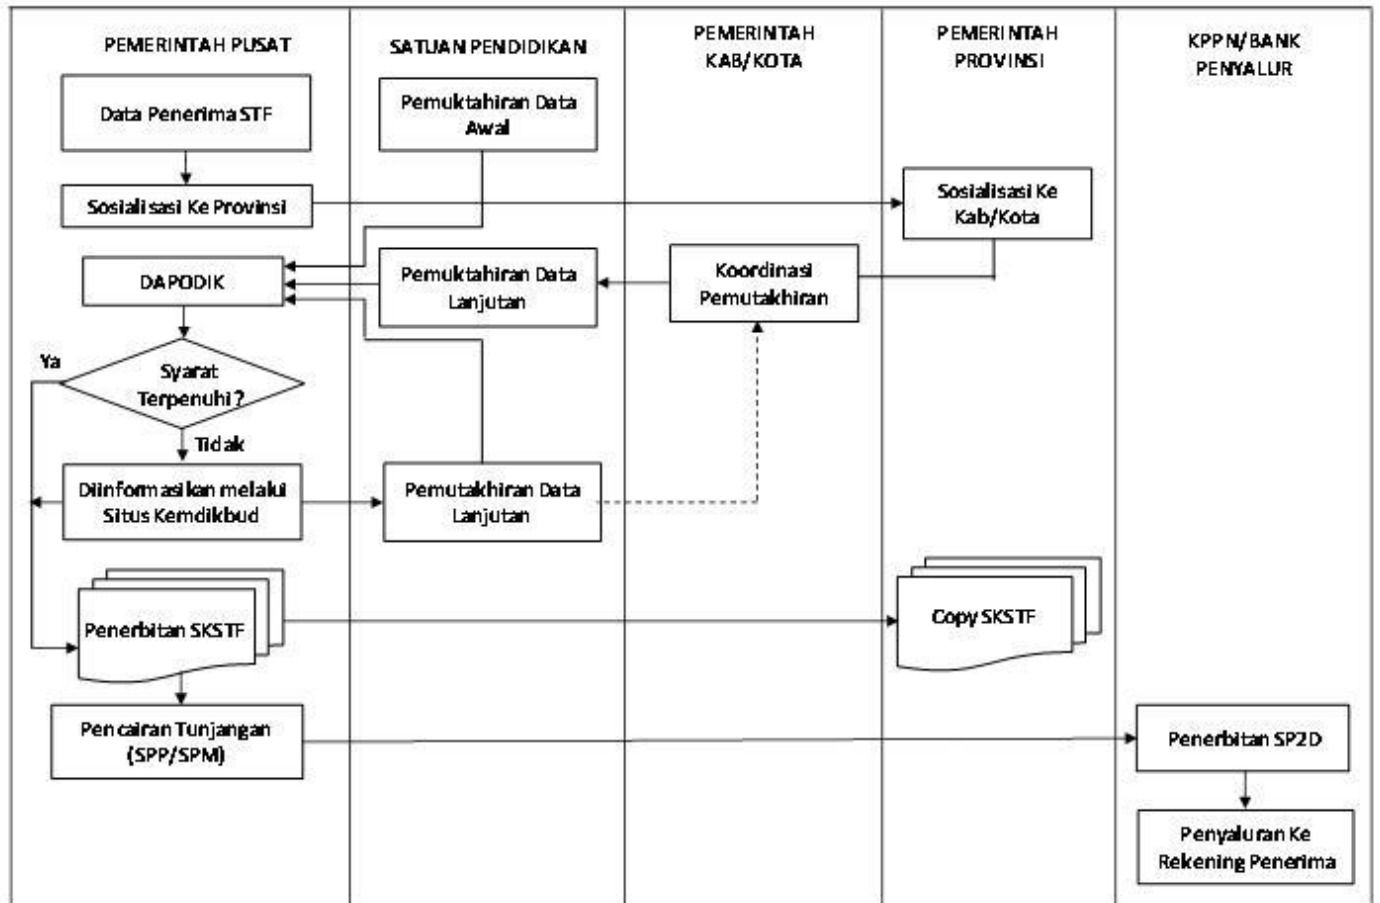 PEMERINTAH PUSAT
SATUAN PENDIDIKAN
PEMERINTAH
KAB/KOTA
PEMERINTAH
PROVINSI
KPPN/BANK
PENYALUR
Data Penerima STF
Pemuktahiran Data
Awal
Sosialisasi Ke Provinsi
Sosialisasi Ke
Kab/Kota
DAPODIK
Pemuktahiran Data
Lanjutan
Koordinasi
Pemutakhiran
Ya
Syarat
Terpenuhi?
Tidak
Diinformasikan melalui
Situs Kemdikbud
Pemutakhiran Data
Lanjutan
Penerbitan SKSTF
Copy SKSTF
Pencairan Tunjangan
(SPP/SPM)
Penerbitan SP2D
Penyaluran Ke
Rekening Penerima